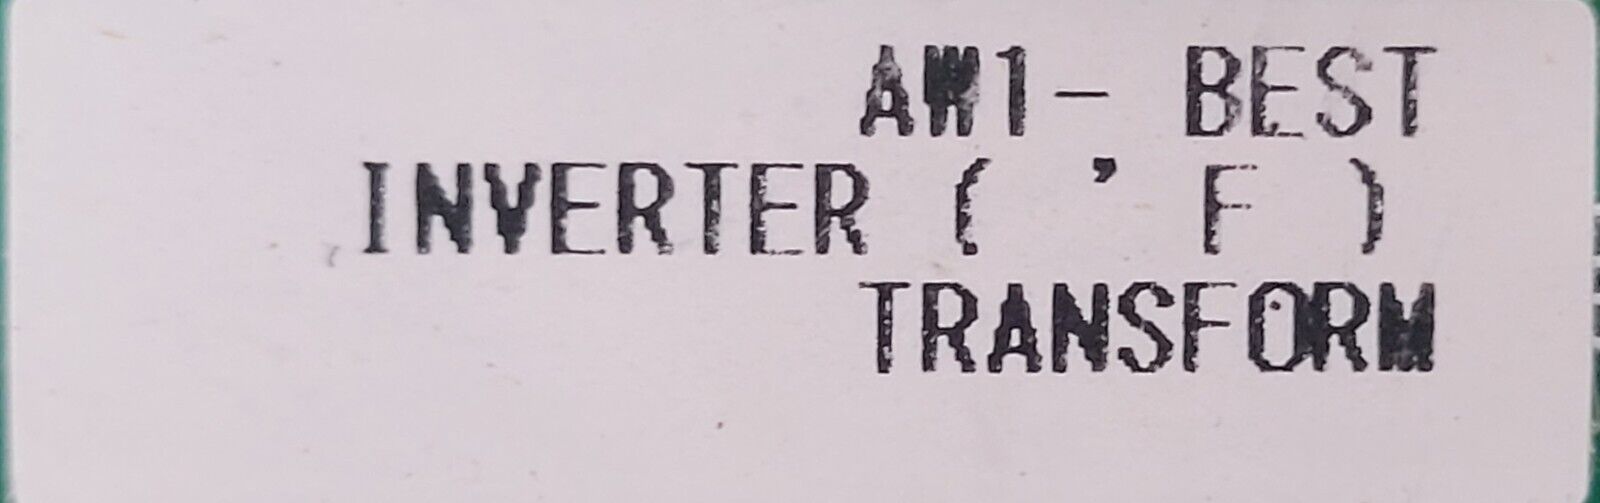 AW1- BEST
INVERTER ( ' F )
TRANSFORM